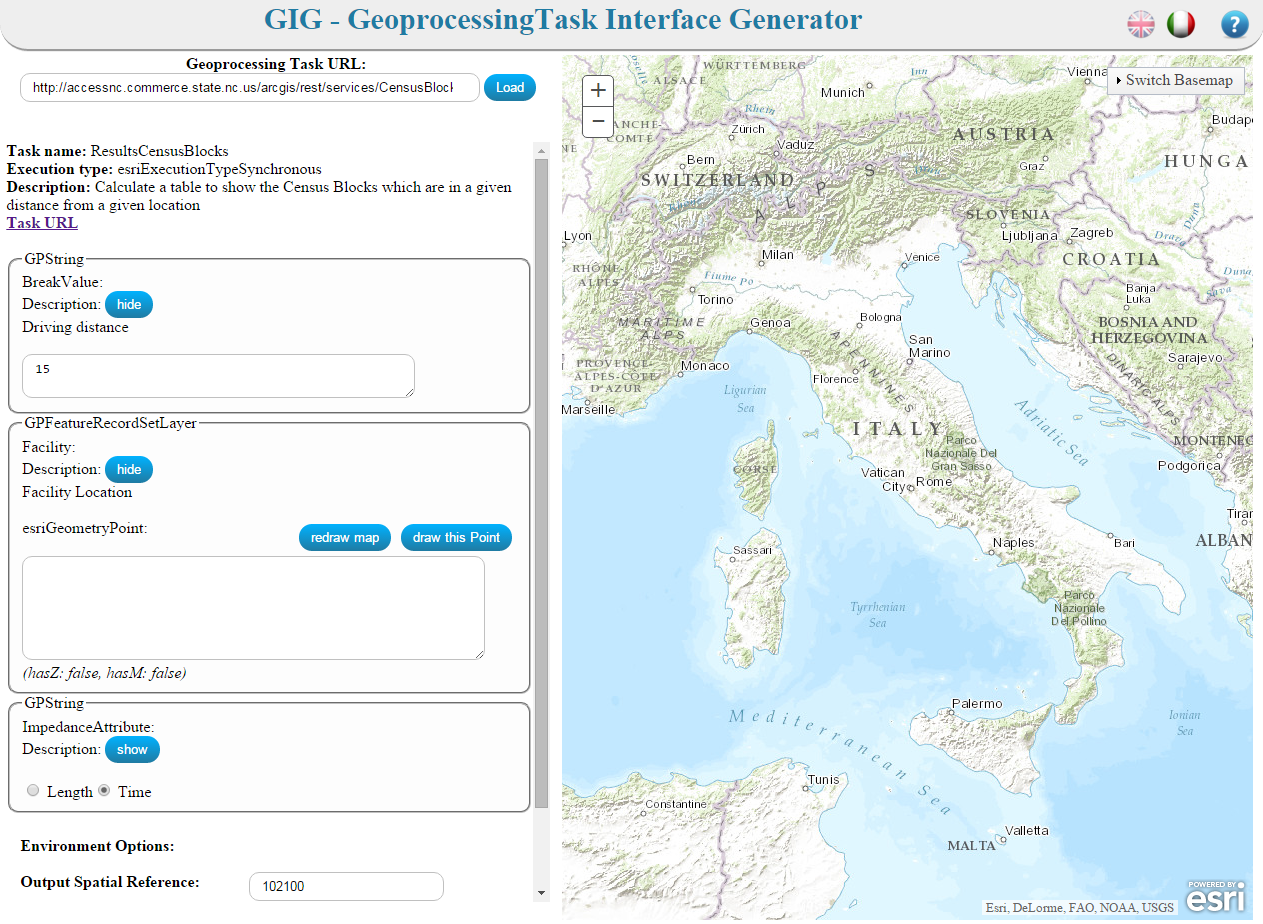 GIG - GeoprocessingTask Interface Generator
?
Geoprocessing Task URL:
http://accessnc.commerce.state.nc.us/arcgis/rest/services/CensusBlock
Load
Task name: ResultsCensusBlocks
Execution type: esriExecutionTypeSynchronous
Description: Calculate a table to show the Census Blocks which are in a given
distance from a given location
Task URL
GPString
BreakValue:
Description: hide
Driving distance
15
GPFeatureRecordSetLayer
Facility:
Description: hide
Facility Location
esriGeometryPoint:
redraw map
draw this Point
(hasZ: false, hasM: false)
GPString
ImpedanceAttribute:
Description: show
Length
Time
Environment Options:
Output Spatial Reference:
102100
+
−
Switch Basemap
WÜRTTEMBERG
ALSACE
Munich
Inn
Vienna
Rhein
Zürich
Vaduz
AUSTRIA
Budap
COMTE
Bern
Graz
HUNGA
SWITZERLAND
ALPS
SLOVENIA
Ljubljana
Zagreb
Lyon
Drava
CROATIA
Milan
Venice
RHÔNE-
ALPES
Fiume Po
Torino
Banja
Luka
Sava
Duna
MARITIME
ALPS
Genoa
Bologna
BOSNIA AND
HERZEGOVINA
San
Marino
Sarajevo
APENNINES
PROVENCE-
ALPES-CÔTE
D'AZUR
Monaco
Florence
DINARIC ALPS
Ligurian
Sea
Marseille
Adriatic Sea
ITALY
MONTENEG
CORSE
Parco
Nazionale Del
Gran Sasso
Podgorica
Vatican
City
Rome
Tiran
ALBAN
Naples
Bari
Sassari
Parco
Nazionale
Del Pollino
Tyrrhenian
Sea
Palermo
Mediterranean Sea
Ionian
Sea
Tunis
Constantine
Valletta
MALTA
Esri, DeLorme, FAO, NOAA, USGS
POWERED BY
esri